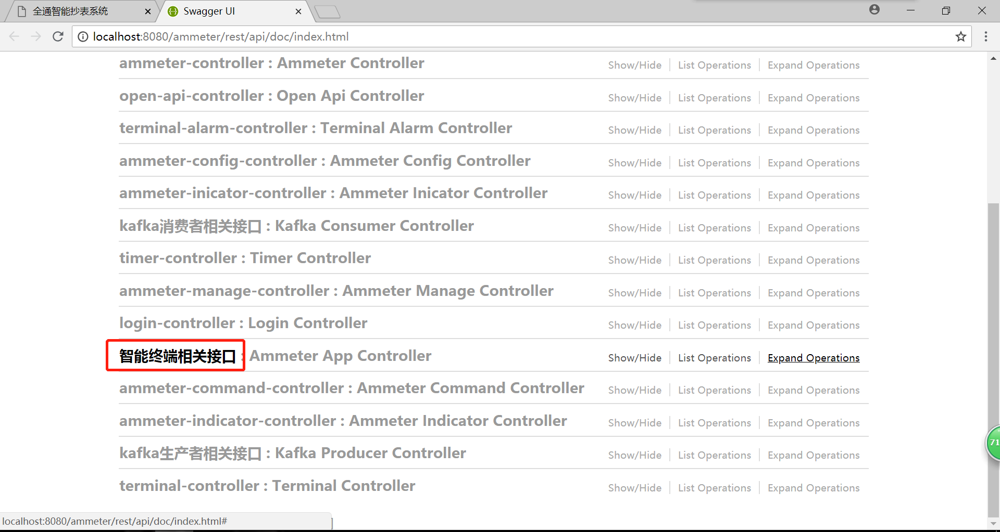 全通智能抄表系统
Swagger UI
localhost:8080/ammeter/rest/api/doc/index.html
ammeter-controller : Ammeter Controller Show/Hide List Operations Expand Operations
open-api-controller : Open Api Controller Show/Hide List Operations Expand Operations
terminal-alarm-controller : Terminal Alarm Controller Show/Hide List Operations Expand Operations
ammeter-config-controller : Ammeter Config Controller Show/Hide List Operations Expand Operations
ammeter-inicator-controller : Ammeter Inicator Controller Show/Hide List Operations Expand Operations
kafka消费者相关接口 : Kafka Consumer Controller Show/Hide List Operations Expand Operations
timer-controller : Timer Controller Show/Hide List Operations Expand Operations
ammeter-manage-controller : Ammeter Manage Controller Show/Hide List Operations Expand Operations
login-controller : Login Controller Show/Hide List Operations Expand Operations
智能终端相关接口 : Ammeter App Controller Show/Hide List Operations Expand Operations
ammeter-command-controller : Ammeter Command Controller Show/Hide List Operations Expand Operations
ammeter-indicator-controller : Ammeter Indicator Controller Show/Hide List Operations Expand Operations
71
kafka生产者相关接口 : Kafka Producer Controller Show/Hide List Operations Expand Operations
terminal-controller : Terminal Controller Show/Hide List Operations Expand Operations
localhost:8080/ammeter/rest/api/doc/index.html# ]